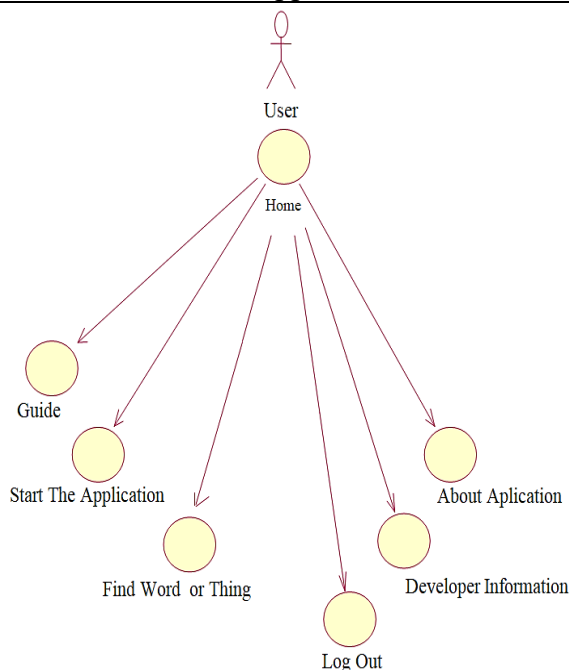 User
Home
Guide
Start The Application
Find Word or Thing
Log Out
Developer Information
About Aplication